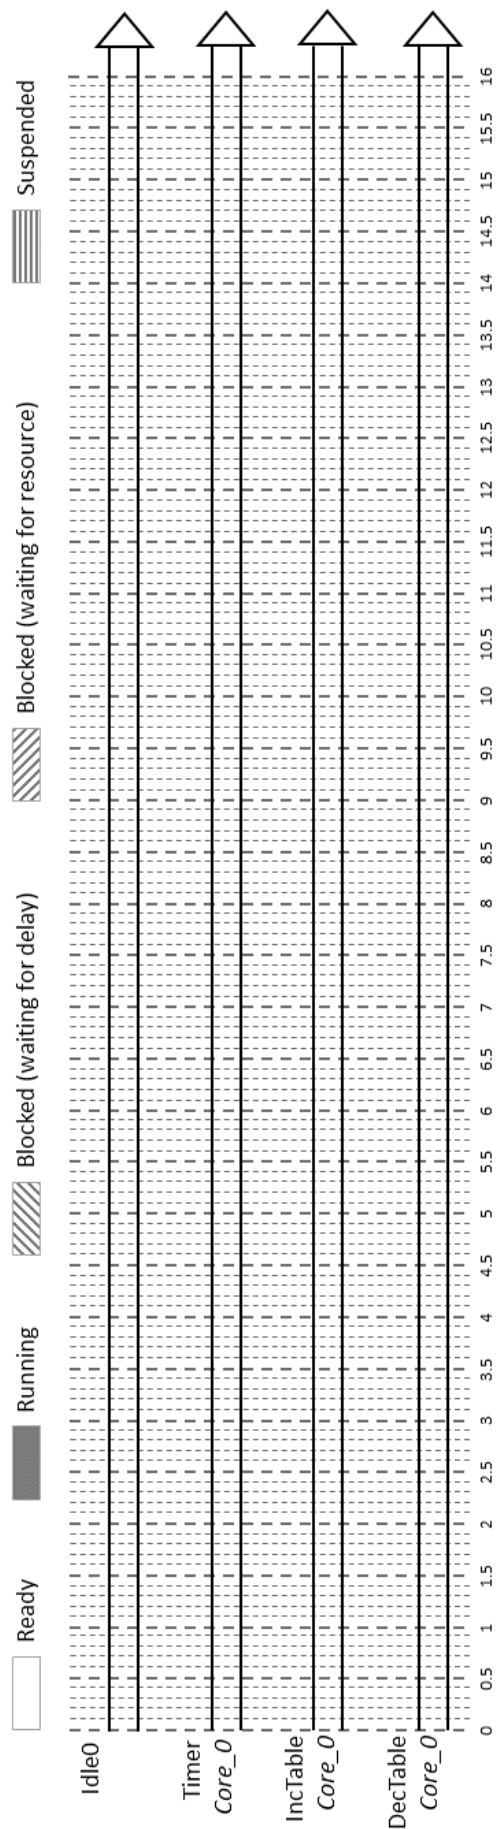 Ready Running Blocked (waiting for delay) Blocked (waiting for resource) Suspended
Idle0
Timer
Core_0
IncTable
Core_0
DecTable
Core_0
0 0.5 1 1.5 2 2.5 3 3.5 4 4.5 5 5.5 6 6.5 7 7.5 8 8.5 9 9.5 10 10.5 11 11.5 12 12.5 13 13.5 14 14.5 15 15.5 16